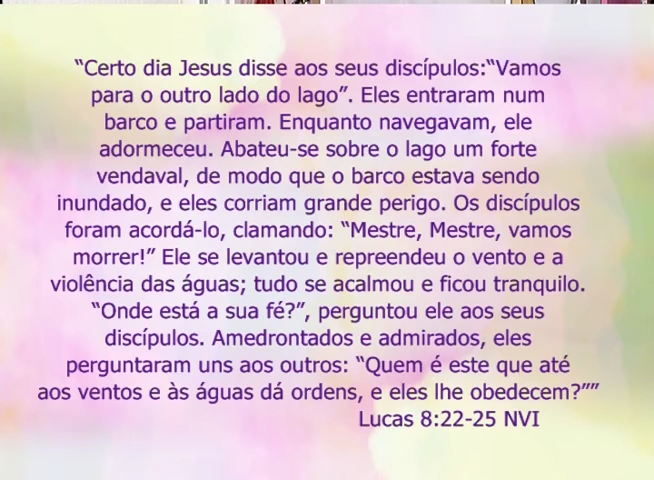 “Certo dia Jesus disse aos seus discípulos:“Vamos
para o outro lado do lago”. Eles entraram num
barco e partiram. Enquanto navegavam, ele
adormeceu. Abateu-se sobre o lago um forte
vendaval, de modo que o barco estava sendo
inundado, e eles corriam grande perigo. Os discípulos
foram acordá-lo, clamando: “Mestre, Mestre, vamos
morrer!” Ele se levantou e repreendeu o vento e a
violência das águas; tudo se acalmou e ficou tranquilo.
“Onde está a sua fé?”, perguntou ele aos seus
discípulos. Amedrontados e admirados, eles
perguntaram uns aos outros: “Quem é este que até
aos ventos e às águas dá ordens, e eles lhe obedecem?””
Lucas 8:22-25 NVI